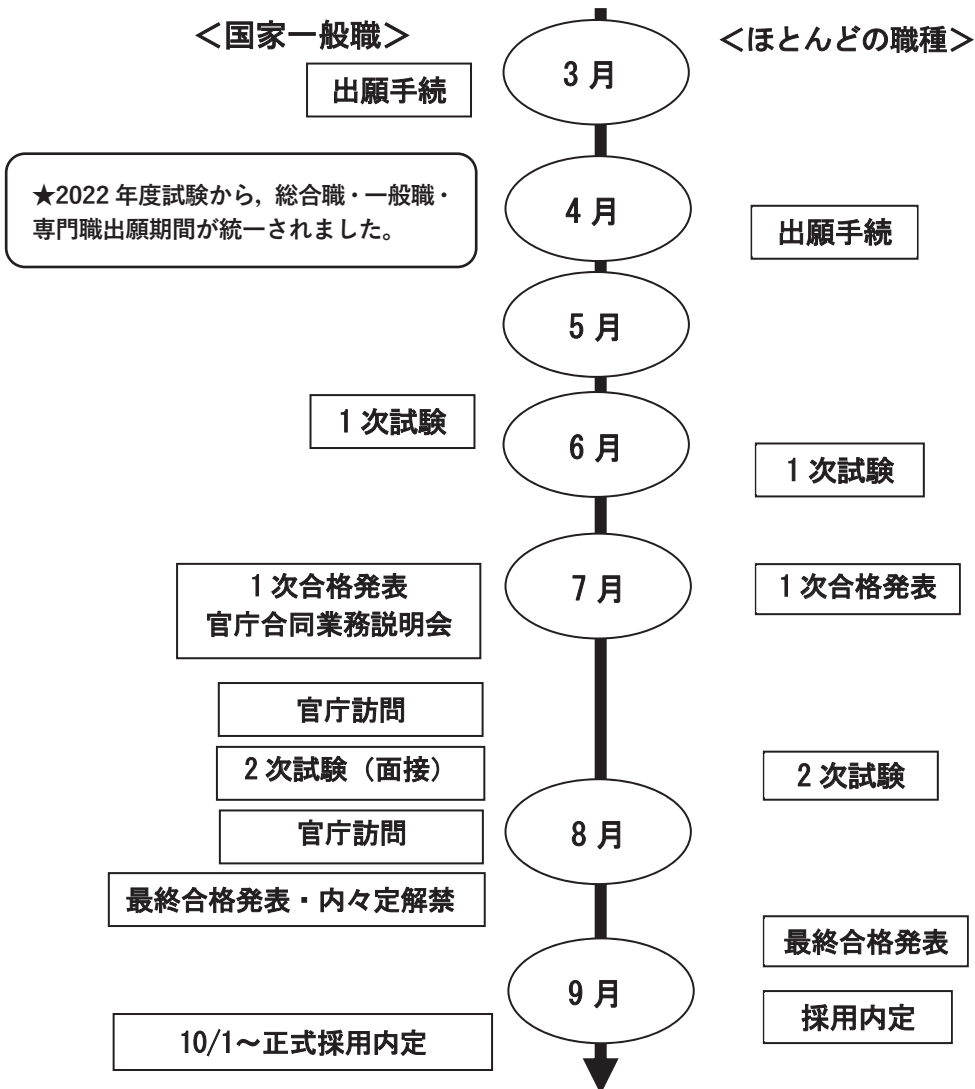 <国家一般職>
<ほとんどの職種>
3月
出願手続
★2022 年度試験から,総合職・一般職・
専門職出願期間が統一されました。
4月
出願手続
5月
1次試験
6月
1次試験
7月
1次合格発表
官庁合同業務説明会
1次合格発表
官庁訪問
2次試験(面接)
2次試験
官庁訪問
8月
最終合格発表・内々定解禁
最終合格発表
9月
採用内定
10/1~正式採用内定